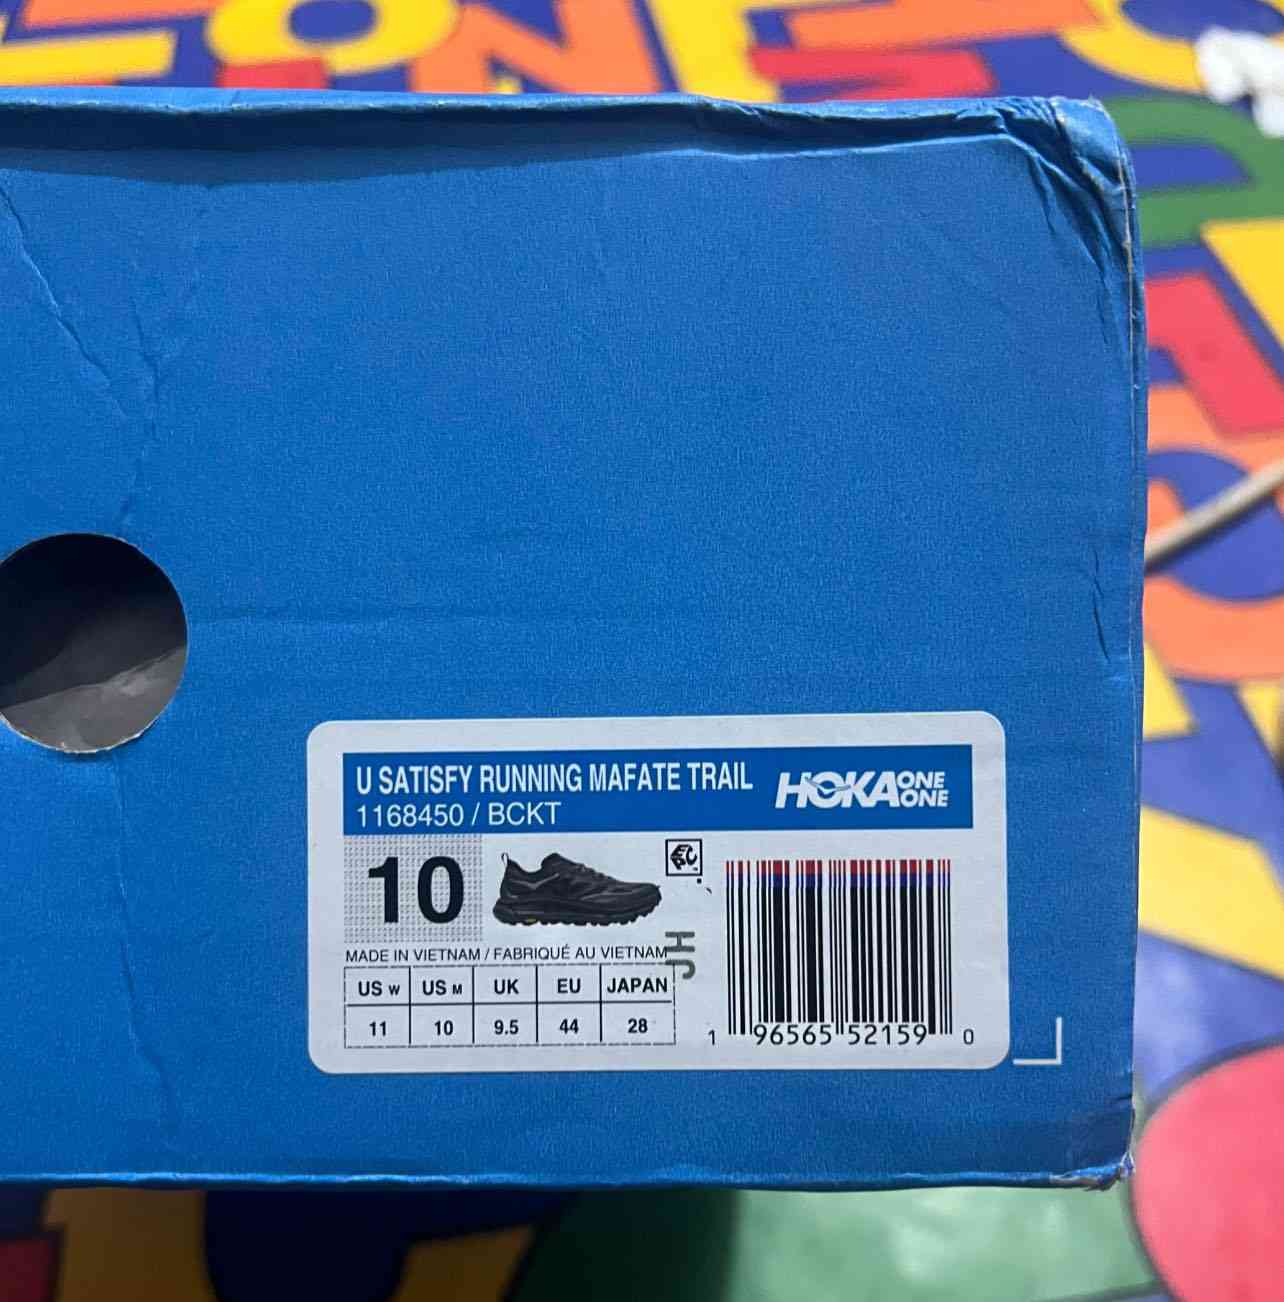 U SATISFY RUNNING MAFATE TRAIL
1168450 / BCKT
HOKA ONE ONE
10
MADE IN VIETNAM / FABRIQUÉ AU VIETNAM
JH
US W US M UK EU JAPAN
11 10 9.5 44 28
1 96565 52159 0